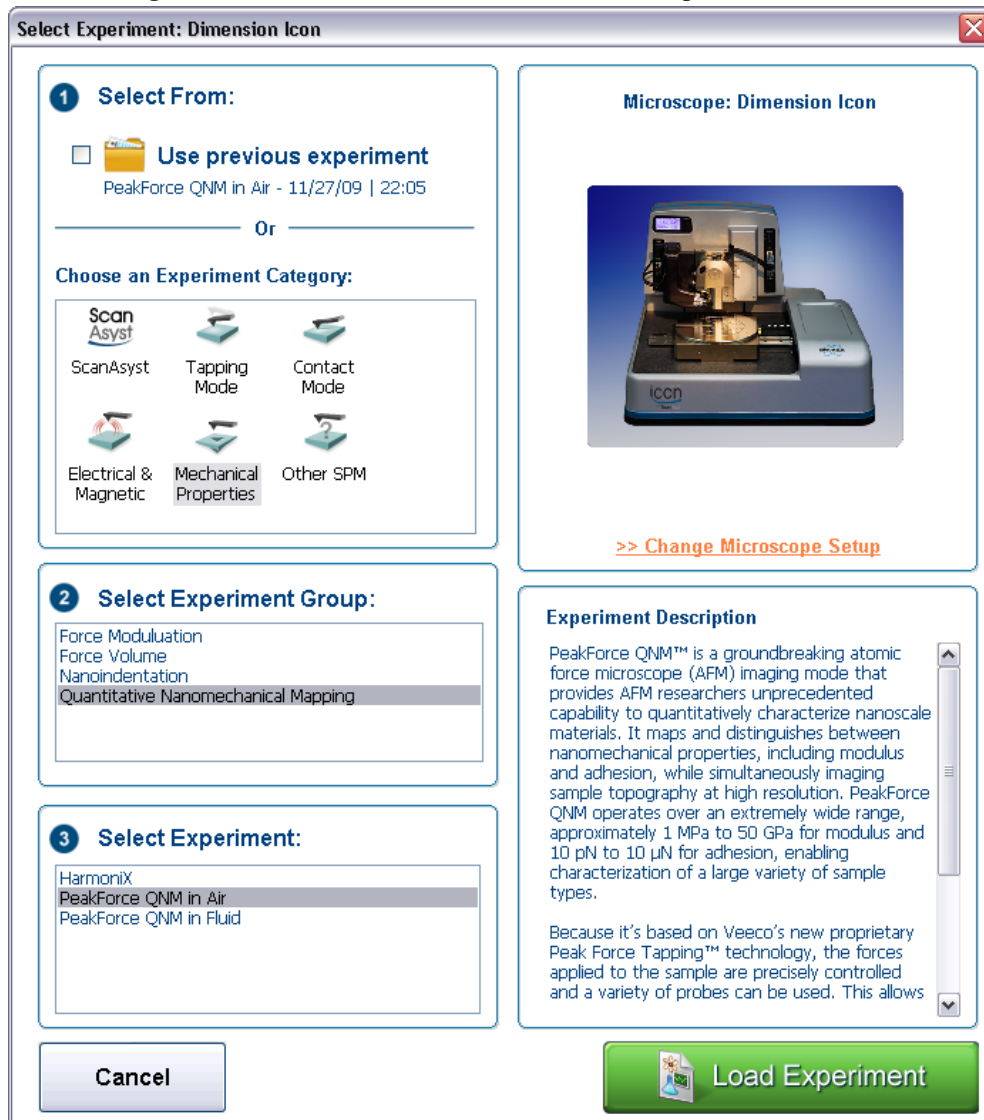 Select Experiment: Dimension Icon
1 Select From:
Use previous experiment
PeakForce QNM in Air - 11/27/09 | 22:05
Or
Choose an Experiment Category:
Scan
Asyst
ScanAsyst
Tapping
Mode
Contact
Mode
Electrical &
Magnetic
Mechanical
Properties
?
Other SPM
2 Select Experiment Group:
Force Moduluation
Force Volume
Nanoindentation
Quantitative Nanomechanical Mapping
3 Select Experiment:
HarmoniX
PeakForce QNM in Air
PeakForce QNM in Fluid
Cancel
Microscope: Dimension Icon
icon
>> Change Microscope Setup
Experiment Description
PeakForce QNM™ is a groundbreaking atomic
force microscope (AFM) imaging mode that
provides AFM researchers unprecedented
capability to quantitatively characterize nanoscale
materials. It maps and distinguishes between
nanomechanical properties, including modulus
and adhesion, while simultaneously imaging
sample topography at high resolution. PeakForce
QNM operates over an extremely wide range,
approximately 1 MPa to 50 GPa for modulus and
10 pN to 10 µN for adhesion, enabling
characterization of a large variety of sample
types.
Because it's based on Veeco's new proprietary
Peak Force Tapping™ technology, the forces
applied to the sample are precisely controlled
and a variety of probes can be used. This allows
Load Experiment